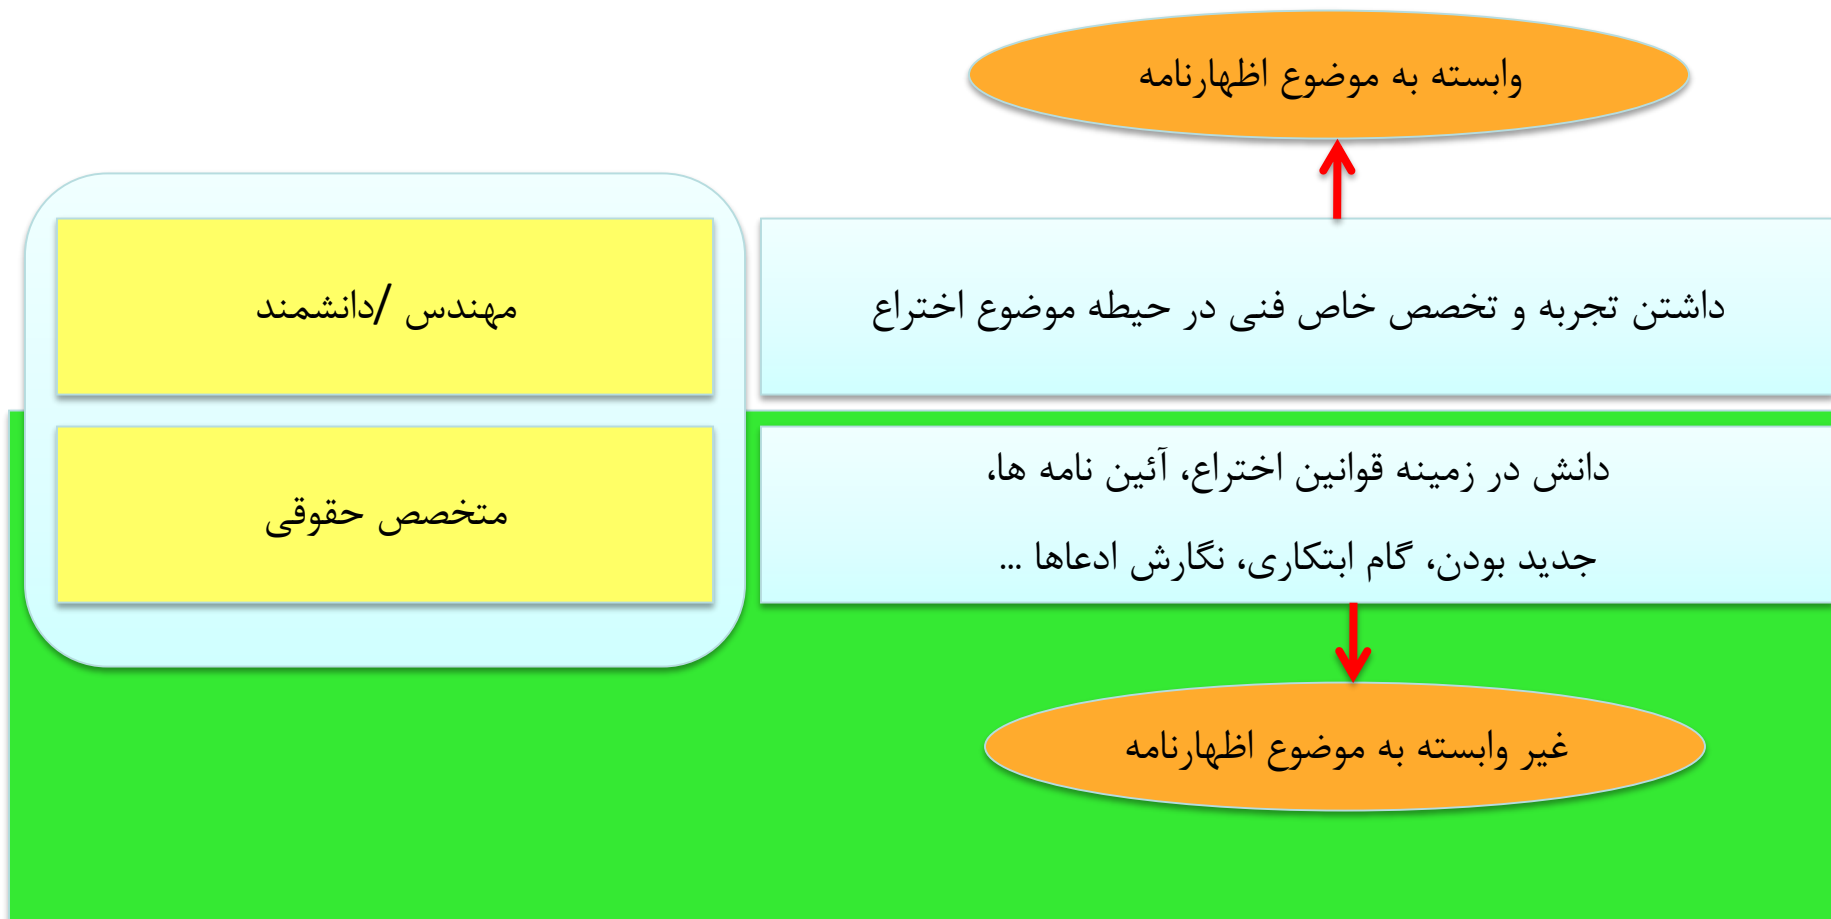 وابسته به موضوع اظهارنامه
داشتن تجربه و تخصص خاص فنی در حیطه موضوع اختراع
مهندس /دانشمند
دانش در زمینه قوانین اختراع، آئین نامه ها،
جدید بودن، گام ابتکاری، نگارش ادعاها ...
متخصص حقوقی
غیر وابسته به موضوع اظهارنامه